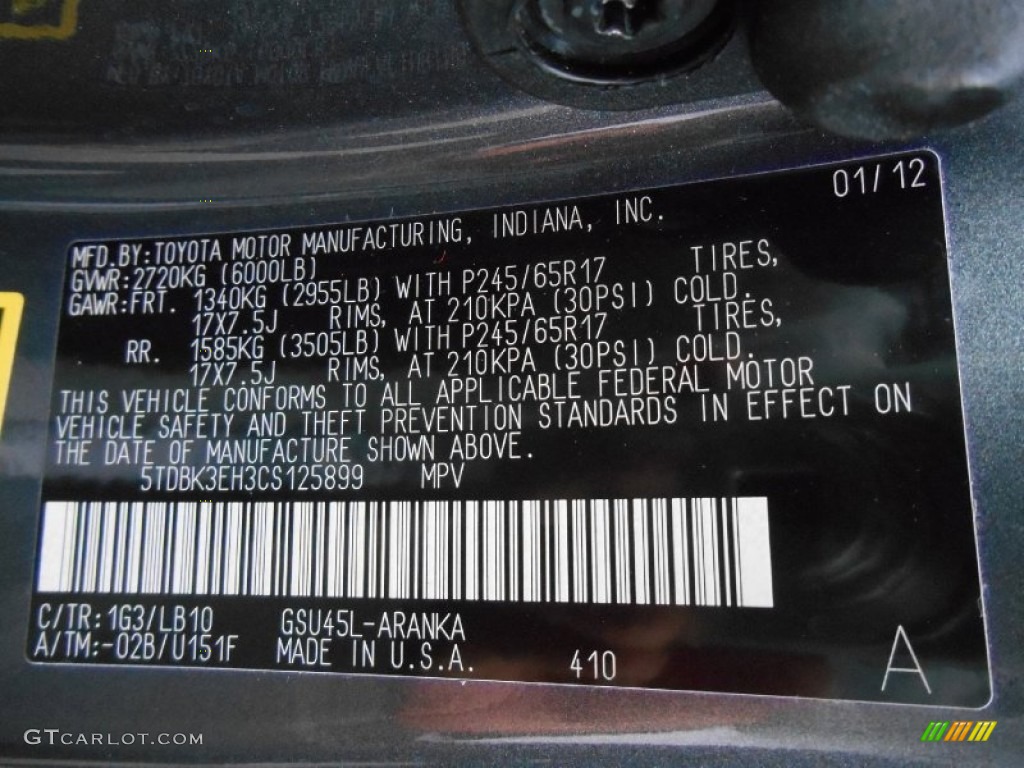 01/12
MFD.BY:TOYOTA MOTOR MANUFACTURING, INDIANA, INC.
GVWR:2720KG (6000LB)
GAWR:FRT. 1340KG (2955LB) WITH P245/65R17 TIRES,
17X7.5J RIMS, AT 210KPA (30PSI) COLD.
RR. 1585KG (3505LB) WITH P245/65R17 TIRES,
17X7.5J RIMS, AT 210KPA (30PSI) COLD.
THIS VEHICLE CONFORMS TO ALL APPLICABLE FEDERAL MOTOR
VEHICLE SAFETY AND THEFT PREVENTION STANDARDS IN EFFECT ON
THE DATE OF MANUFACTURE SHOWN ABOVE.
5TDBK3EH3CS125899 MPV
C/TR:1G3/LB10 GSU45L-ARANKA
A/TM:-02B/U151F MADE IN U.S.A. 410 A
GTCARLOT.COM